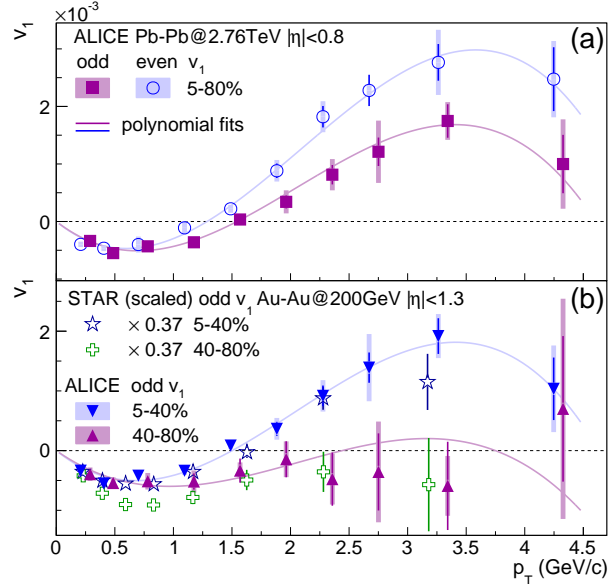 ×10⁻³
v₁
ALICE Pb-Pb@2.76TeV |η|<0.8
(a)
odd even v₁
5-80%
polynomial fits
2
0
v₁
STAR (scaled) odd v₁ Au-Au@200GeV |η|<1.3
(b)
× 0.37 5-40%
× 0.37 40-80%
2
ALICE odd v₁
5-40%
40-80%
0
0 0.5 1 1.5 2 2.5 3 3.5 4 4.5
p_T (GeV/c)